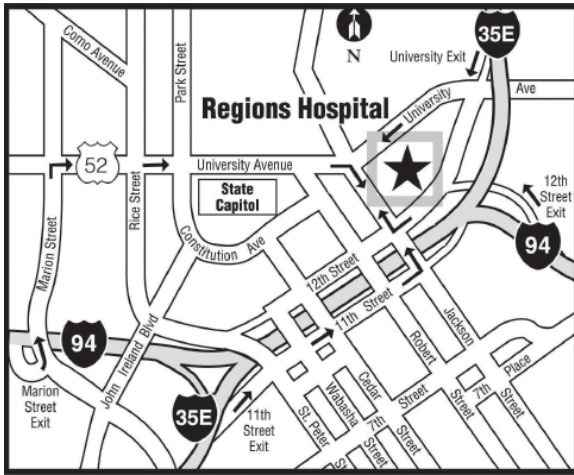 35E
Como Avenue
Park Street
N
University Exit
University
Ave
Regions Hospital
52
University Avenue
State
Capitol
12th
Street
Exit
94
Marion Street
Rice Street
Constitution Ave
12th Street
11th Street
94
John Ireland Blvd
Marion
Street
Exit
35E
11th
Street
Exit
St. Peter
Wabasha
Cedar
7th
Street
Robert
Street
Jackson
Street
7th
Place